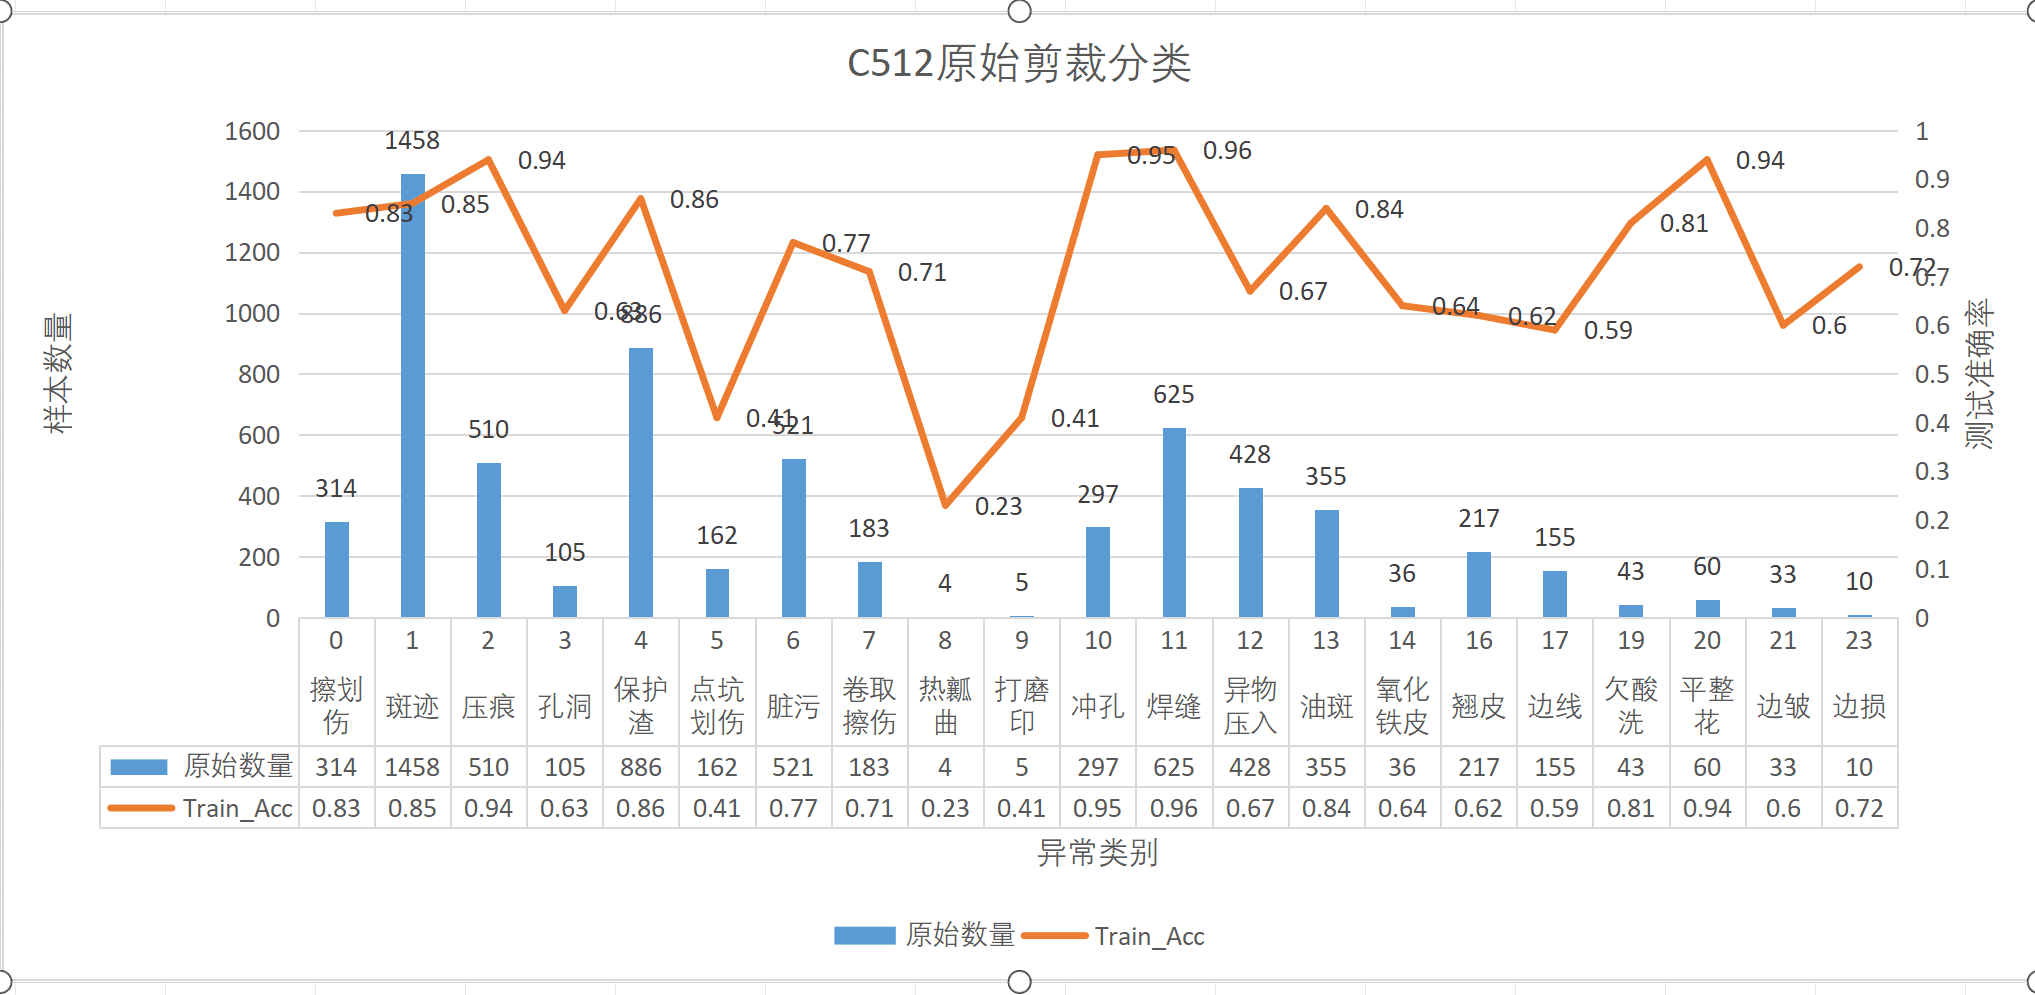 C512原始剪裁分类
样本数量
测试准确率
1600
1400
1200
1000
800
600
400
200
0
1
0.9
0.8
0.7
0.6
0.5
0.4
0.3
0.2
0.1
0
314 1458 510 105 886 162 521 183 4 5 297 625 428 355 36 217 155 43 60 33 10
0.83 0.85 0.94 0.63 0.86 0.41 0.77 0.71 0.23 0.41 0.95 0.96 0.67 0.84 0.64 0.62 0.59 0.81 0.94 0.6 0.72
0 1 2 3 4 5 6 7 8 9 10 11 12 13 14 16 17 19 20 21 23
擦划伤 斑迹 压痕 孔洞 保护渣 点坑划伤 脏污 卷取擦伤 热瓢曲 打磨印 冲孔 焊缝 异物压入 油斑 氧化铁皮 翘皮 边线 欠酸洗 平整花 边皱 边损
原始数量 314 1458 510 105 886 162 521 183 4 5 297 625 428 355 36 217 155 43 60 33 10
Train_Acc 0.83 0.85 0.94 0.63 0.86 0.41 0.77 0.71 0.23 0.41 0.95 0.96 0.67 0.84 0.64 0.62 0.59 0.81 0.94 0.6 0.72
异常类别
原始数量 Train_Acc